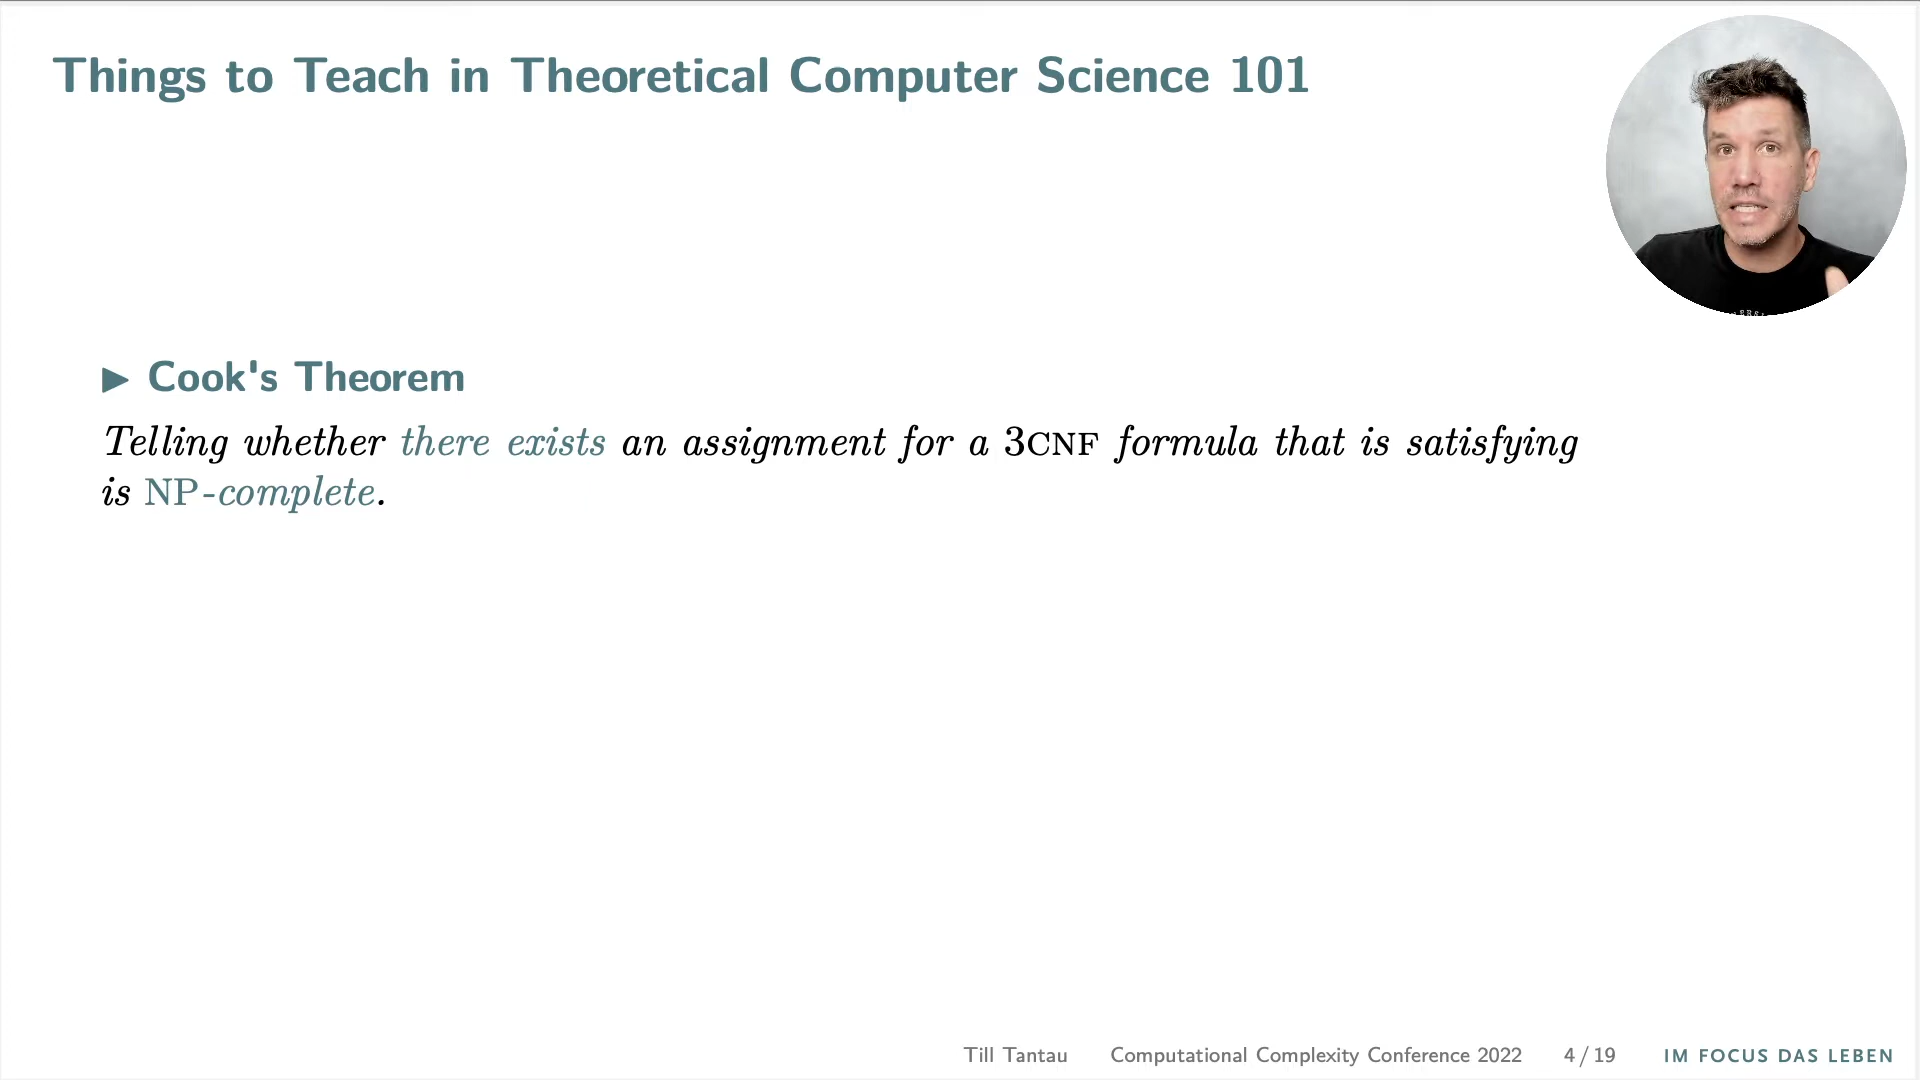 Things to Teach in Theoretical Computer Science 101
▶ Cook's Theorem
Telling whether there exists an assignment for a 3CNF formula that is satisfying
is NP-complete.
Till Tantau Computational Complexity Conference 2022 4 / 19 IM FOCUS DAS LEBEN